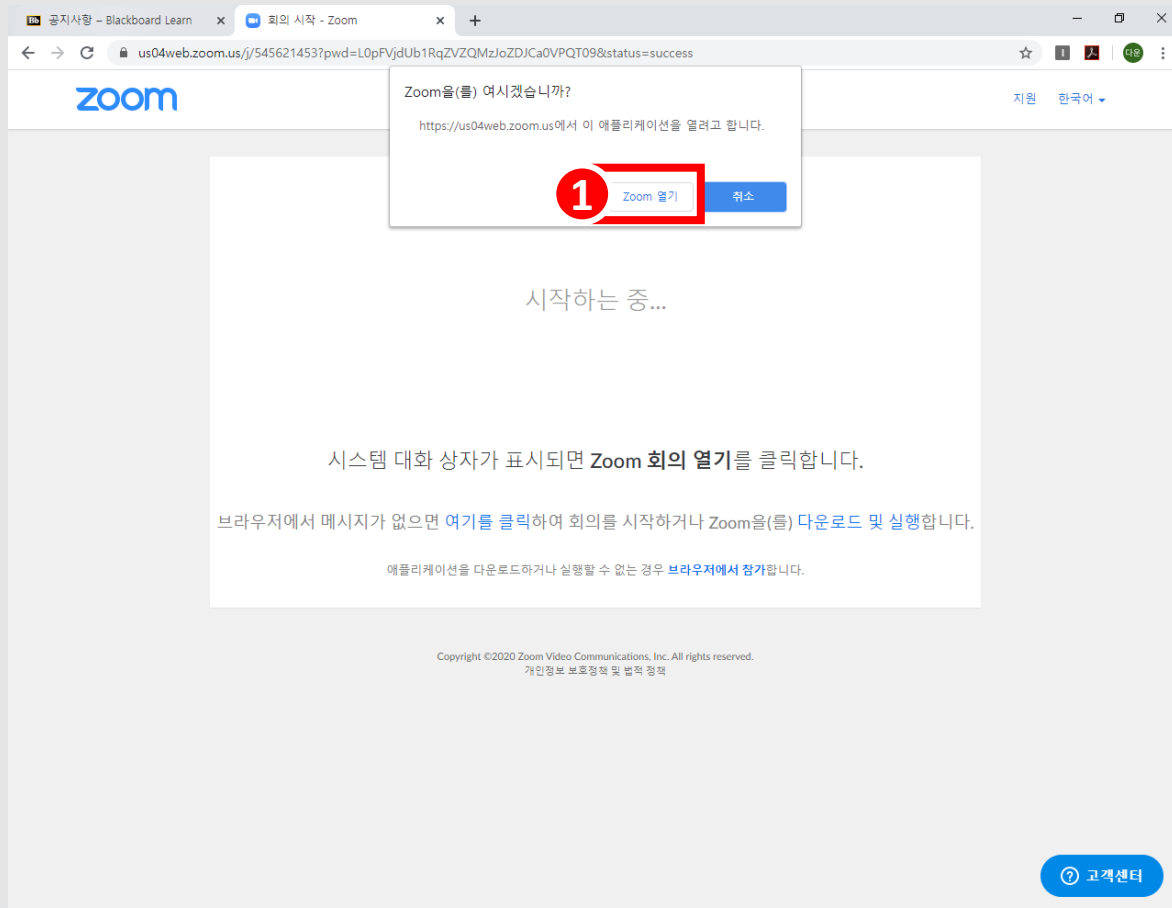 Bb 공지사항 – Blackboard Learn
회의 시작 - Zoom
us04web.zoom.us/j/545621453?pwd=L0pFVjdUb1RqZVZQMzJoZDJCa0VPQT09&status=success
다운
zoom
지원 한국어
Zoom을(를) 여시겠습니까?
https://us04web.zoom.us에서 이 애플리케이션을 열려고 합니다.
1
Zoom 열기
취소
시작하는 중...
시스템 대화 상자가 표시되면 Zoom 회의 열기를 클릭합니다.
브라우저에서 메시지가 없으면 여기를 클릭하여 회의를 시작하거나 Zoom을(를) 다운로드 및 실행합니다.
애플리케이션을 다운로드하거나 실행할 수 없는 경우 브라우저에서 참가합니다.
Copyright ©2020 Zoom Video Communications, Inc. All rights reserved.
개인정보 보호정책 및 법적 정책
고객센터